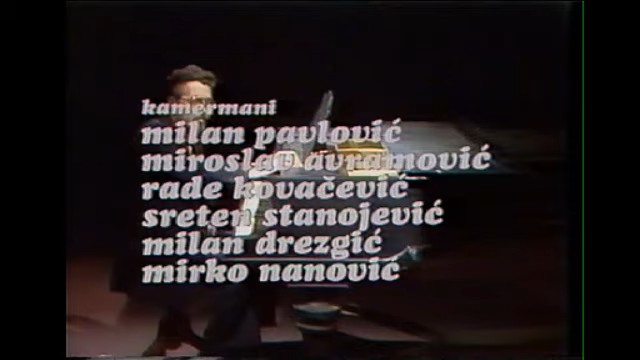 kamermani
milan pavlović
miroslav avramović
rade kovačević
sreten stanojević
milan drezgić
mirko nanović